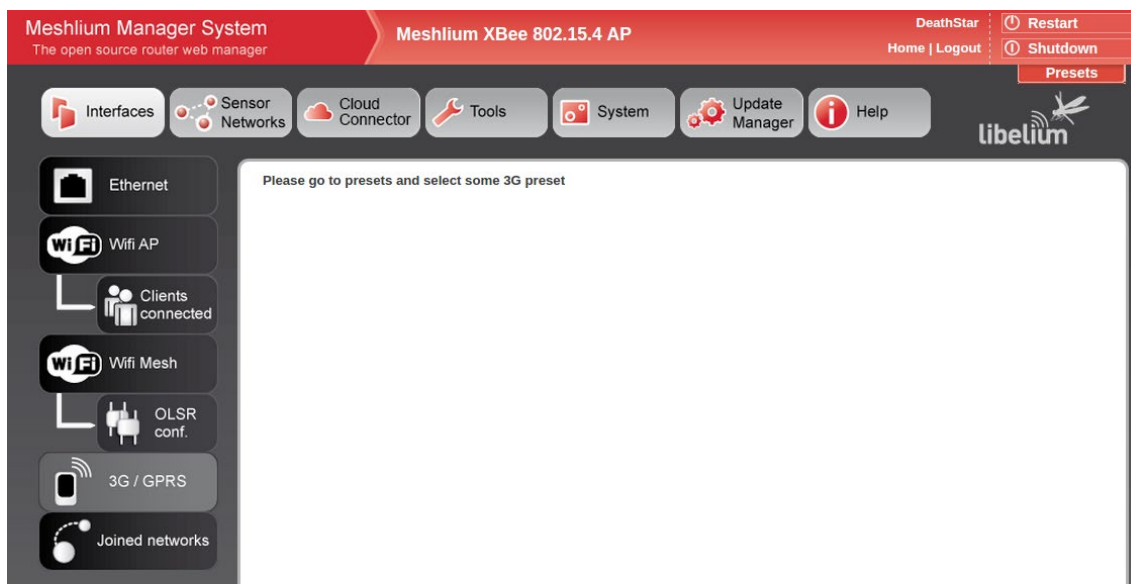 Meshlium Manager System
The open source router web manager
Meshlium XBee 802.15.4 AP
DeathStar
Home | Logout
Restart
Shutdown
Presets
Interfaces
Sensor
Networks
Cloud
Connector
Tools
System
Update
Manager
Help
libelium
Ethernet
Please go to presets and select some 3G preset
WiFi
Wifi AP
Clients
connected
WiFi
Wifi Mesh
OLSR
conf.
3G / GPRS
Joined networks